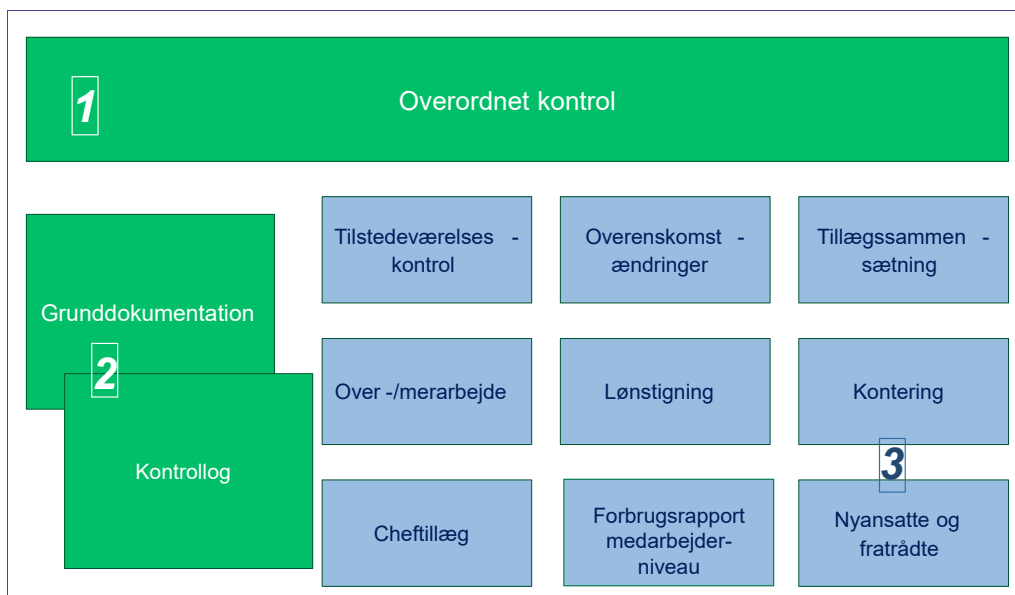 1
Overordnet kontrol
Grunddokumentation
2
Kontrollog
Tilstedeværelses -
kontrol
Overenskomst -
ændringer
Tillægssammen -
sætning
Over -/merarbejde
Lønstigning
Kontering
3
Cheftillæg
Forbrugsrapport
medarbejder-
niveau
Nyansatte og
fratrådte